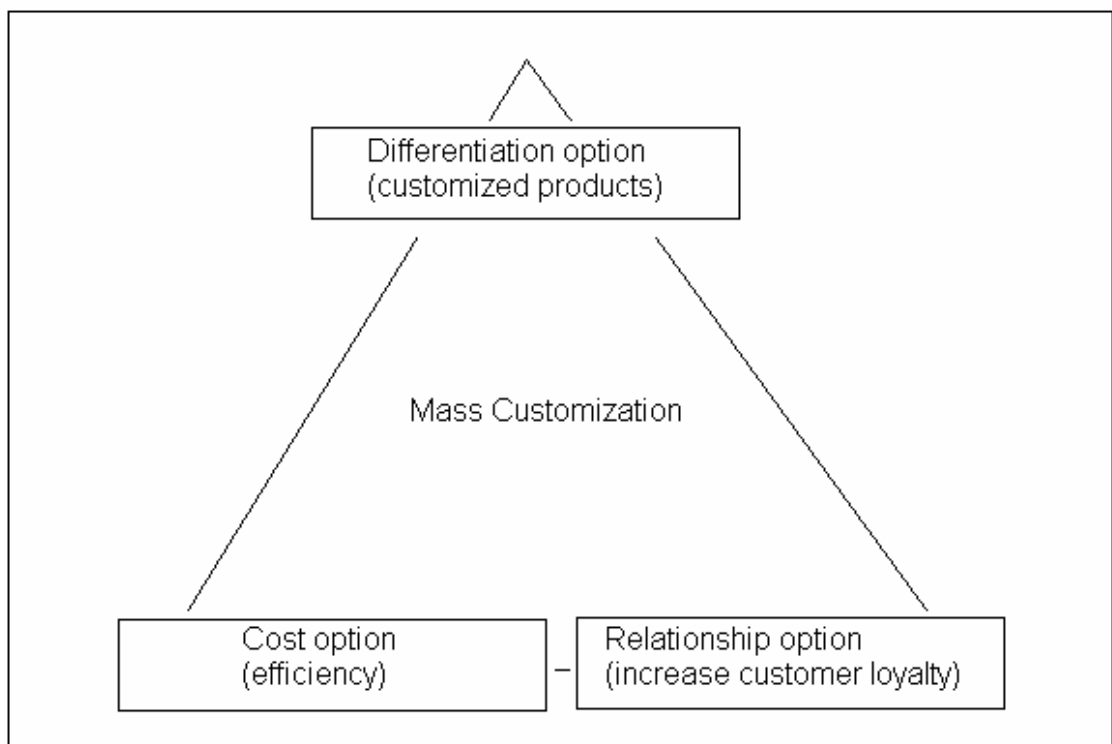 Differentiation option
(customized products)
Mass Customization
Cost option
(efficiency)
Relationship option
(increase customer loyalty)